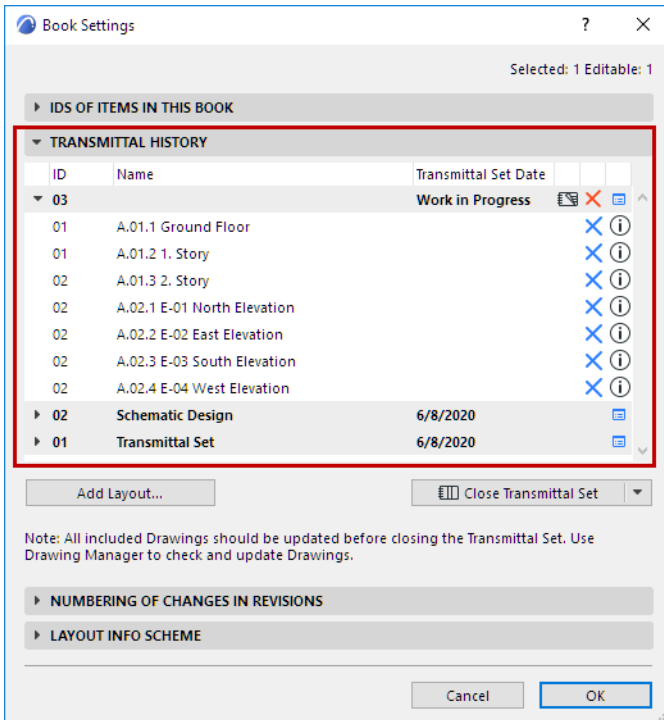 Book Settings
?
Selected: 1 Editable: 1
IDS OF ITEMS IN THIS BOOK
TRANSMITTAL HISTORY
ID Name Transmittal Set Date
03 Work in Progress
01 A.01.1 Ground Floor
01 A.01.2 1. Story
02 A.01.3 2. Story
02 A.02.1 E-01 North Elevation
02 A.02.2 E-02 East Elevation
02 A.02.3 E-03 South Elevation
02 A.02.4 E-04 West Elevation
02 Schematic Design 6/8/2020
01 Transmittal Set 6/8/2020
Add Layout...
Close Transmittal Set
Note: All included Drawings should be updated before closing the Transmittal Set. Use
Drawing Manager to check and update Drawings.
NUMBERING OF CHANGES IN REVISIONS
LAYOUT INFO SCHEME
Cancel
OK